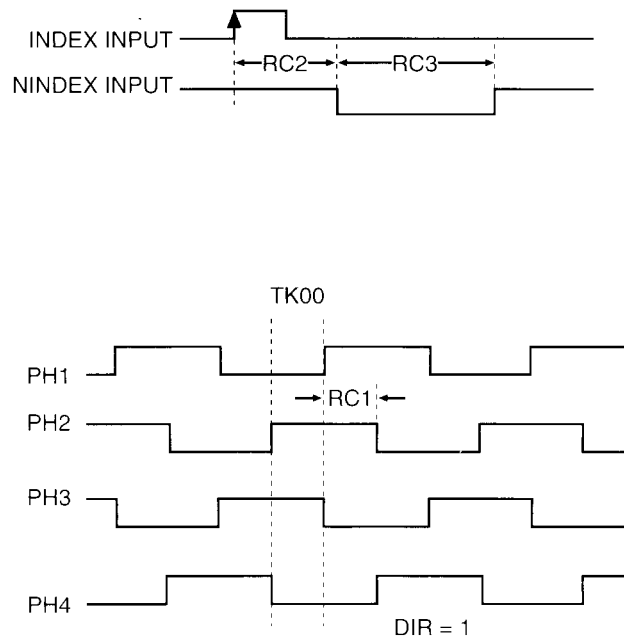 INDEX INPUT
RC2 RC3
NINDEX INPUT
TK00
PH1
RC1
PH2
PH3
PH4
DIR = 1